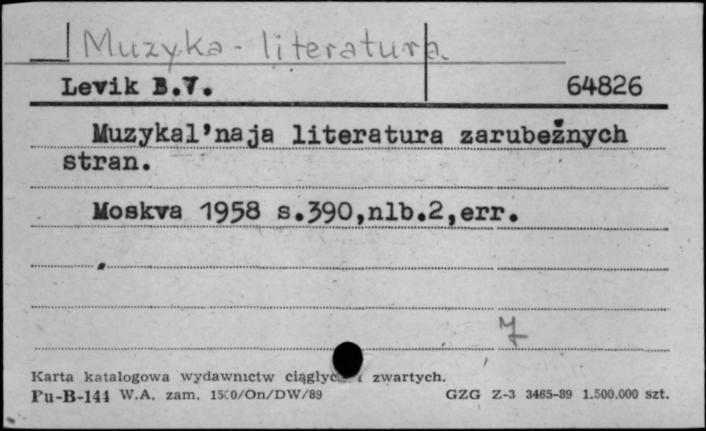 Muzyka - literatura
Levik B.V. 64826
Muzykal'naja literatura zarubežnych
stran.
Moskva 1958 s.390,nlb.2,err.
Karta katalogowa wydawnictw i zwartych.
Pu-B-144 W.A. zam. 1500/On/DW/89 GZG Z-3 3465-89 1.500.000 szt.